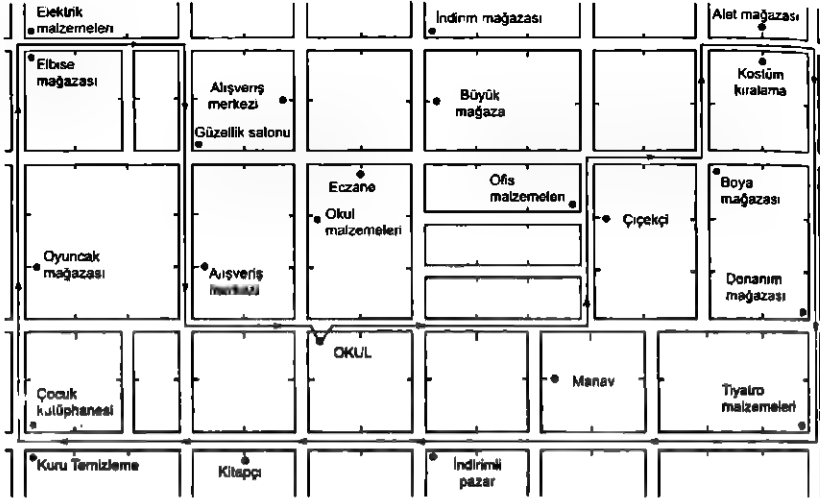 Elektrik
malzemeleri
İndirim mağazası
Alet mağazası
Elbise
mağazası
Alışveriş
merkezi
Güzellik salonu
Büyük
mağaza
Kostüm
kiralama
Eczane
Okul
malzemeleri
Ofis
malzemeleri
Çiçekçi
Boya
mağazası
Oyuncak
mağazası
Alışveriş
merkezi
Donanım
mağazası
OKUL
Manav
Çocuk
kütüphanesi
Tiyatro
malzemeleri
Kuru Temizleme
Kitapçı
İndirimli
pazar